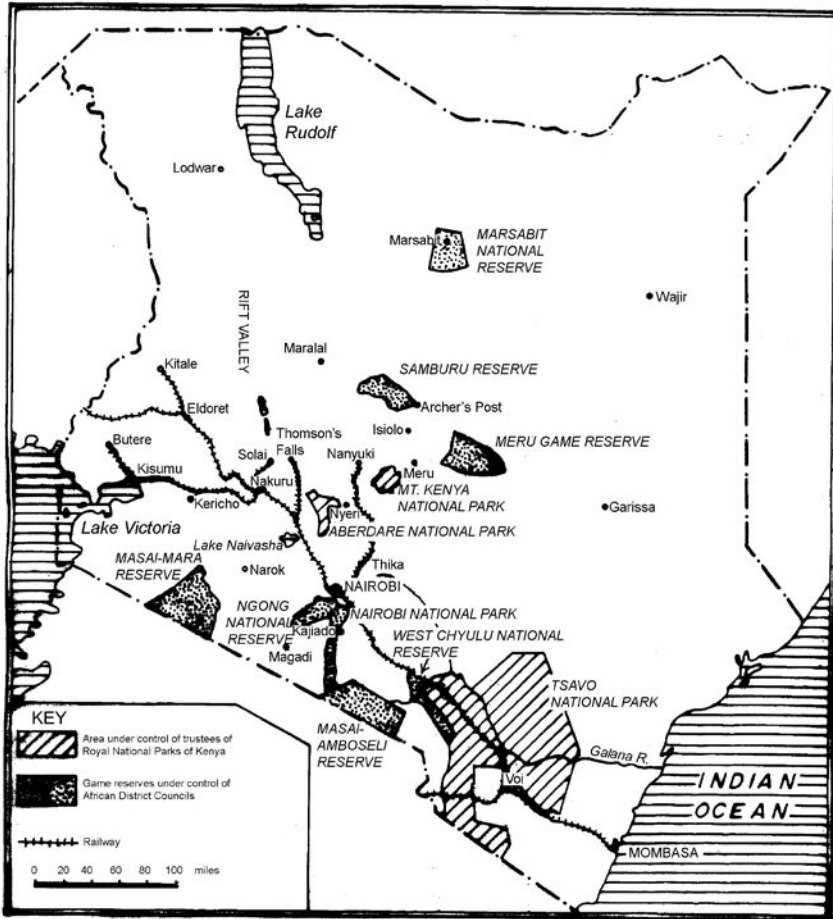 Lake
Rudolf
Lodwar
Marsabit
MARSABIT
NATIONAL
RESERVE
Wajir
RIFT VALLEY
Maralal
Kitale
SAMBURU RESERVE
Archer's Post
Eldoret
Isiolo
Butere
Thomson's
Falls
MERU GAME RESERVE
Solai
Nanyuki
Kisumu
Meru
Nakuru
MT. KENYA
NATIONAL PARK
Kericho
Nyeri
Garissa
Lake Victoria
ABERDARE NATIONAL PARK
Lake Naivasha
MASAI-MARA
RESERVE
Narok
Thika
NAIROBI
NGONG
NATIONAL
RESERVE
NAIROBI NATIONAL PARK
Kajiado
WEST CHYULU NATIONAL
RESERVE
Magadi
TSAVO
NATIONAL PARK
MASAI-
AMBOSELI
RESERVE
Galana R.
Voi
INDIAN
OCEAN
MOMBASA
KEY
Area under control of trustees of
Royal National Parks of Kenya
Game reserves under control of
African District Councils
Railway
0 20 40 60 80 100 miles